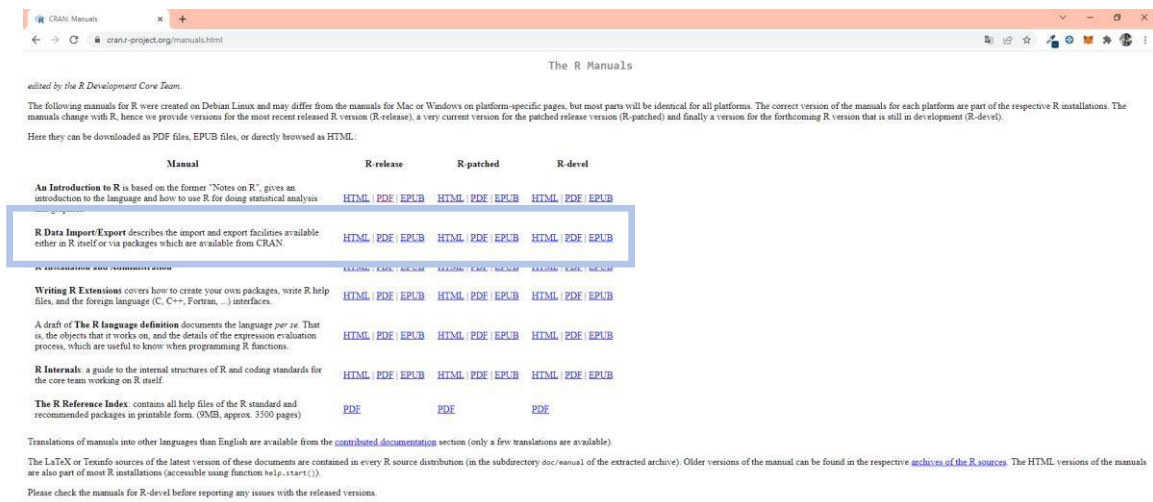 CRAN: Manuals
cran.r-project.org/manuals.html
The R Manuals
edited by the R Development Core Team.
The following manuals for R were created on Debian Linux and may differ from the manuals for Mac or Windows on platform-specific pages, but most parts will be identical for all platforms. The correct version of the manuals for each platform are part of the respective R installations. The
manuals change with R, hence we provide versions for the most recent released R version (R-release), a very current version for the patched release version (R-patched) and finally a version for the forthcoming R version that is still in development (R-devel).
Here they can be downloaded as PDF files, EPUB files, or directly browsed as HTML:
Manual R-release R-patched R-devel
An Introduction to R is based on the former "Notes on R", gives an
introduction to the language and how to use R for doing statistical analysis
HTML | PDF | EPUB HTML | PDF | EPUB HTML | PDF | EPUB
R Data Import/Export describes the import and export facilities available
either in R itself or via packages which are available from CRAN.
HTML | PDF | EPUB HTML | PDF | EPUB HTML | PDF | EPUB
R Installation and Administration
HTML | PDF | EPUB HTML | PDF | EPUB HTML | PDF | EPUB
Writing R Extensions covers how to create your own packages, write R help
files, and the foreign language (C, C++, Fortran, ...) interfaces.
HTML | PDF | EPUB HTML | PDF | EPUB HTML | PDF | EPUB
A draft of The R language definition documents the language per se. That
is, the objects that it works on, and the details of the expression evaluation
process, which are useful to know when programming R functions.
HTML | PDF | EPUB HTML | PDF | EPUB HTML | PDF | EPUB
R Internals: a guide to the internal structures of R and coding standards for
the core team working on R itself.
HTML | PDF | EPUB HTML | PDF | EPUB HTML | PDF | EPUB
The R Reference Index: contains all help files of the R standard and
recommended packages in printable form. (9MB, approx. 3500 pages)
PDF PDF PDF
Translations of manuals into other languages than English are available from the contributed documentation section (only a few translations are available).
The LaTeX or Texinfo sources of the latest version of these documents are contained in every R source distribution (in the subdirectory doc/manual of the extracted archive). Older versions of the manual can be found in the respective archives of the R sources. The HTML versions of the manuals
are also part of most R installations (accessible using function help.start()).
Please check the manuals for R-devel before reporting any issues with the released versions.